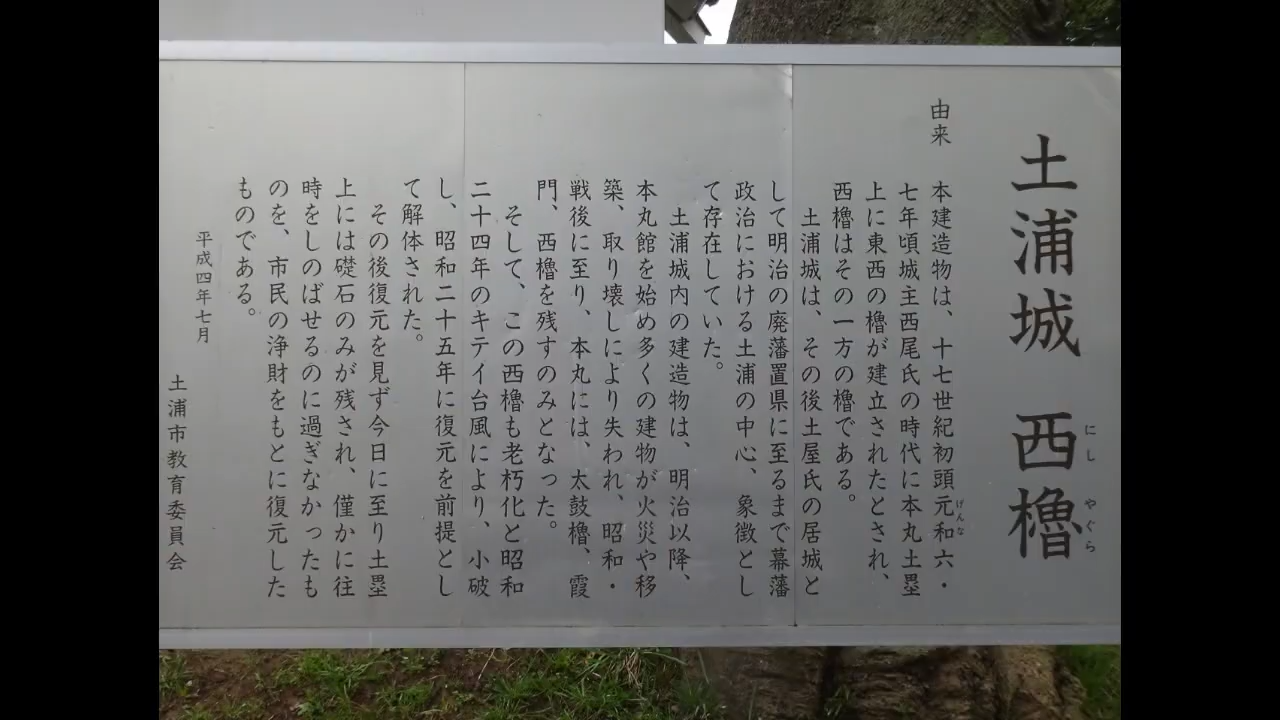 土浦城 西櫓
にし やぐら
由来 本建造物は、十七世紀初頭元和六・
げんな
七年頃城主西尾氏の時代に本丸土塁
上に東西の櫓が建立されたとされ、
西櫓はその一方の櫓である。
土浦城は、その後土屋氏の居城と
して明治の廃藩置県に至るまで幕藩
政治における土浦の中心、象徴とし
て存在していた。
土浦城内の建造物は、明治以降、
本丸館を始め多くの建物が火災や移
築、取り壊しにより失われ、昭和・
戦後に至り、本丸には、太鼓櫓、霞
門、西櫓を残すのみとなった。
そして、この西櫓も老朽化と昭和
二十四年のキテイ台風により、小破
し、昭和二十五年に復元を前提とし
て解体された。
その後復元を見ず今日に至り土塁
上には礎石のみが残され、僅かに往
時をしのばせるのに過ぎなかったも
のを、市民の浄財をもとに復元した
ものである。
平成四年七月
土浦市教育委員会